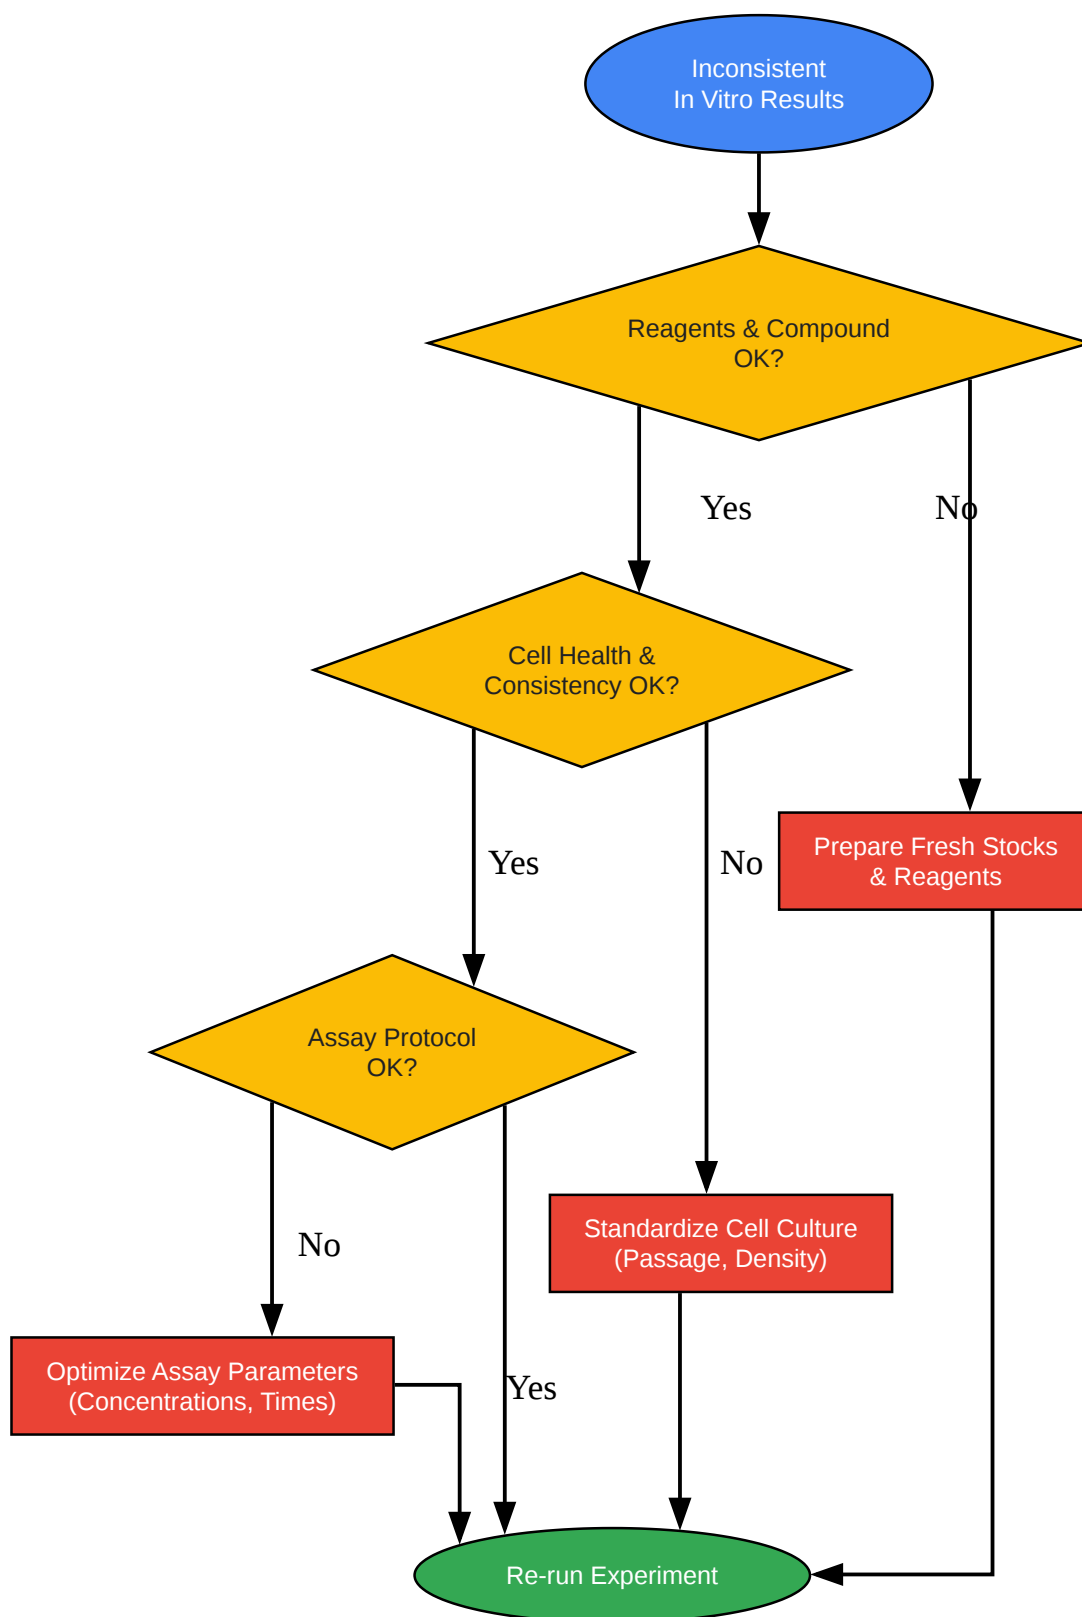 Inconsistent
In Vitro Results
Reagents & Compound
OK?
Yes
No
Cell Health &
Consistency OK?
Yes
No
Prepare Fresh Stocks
& Reagents
Assay Protocol
OK?
No
Yes
Standardize Cell Culture
(Passage, Density)
Optimize Assay Parameters
(Concentrations, Times)
Re-run Experiment